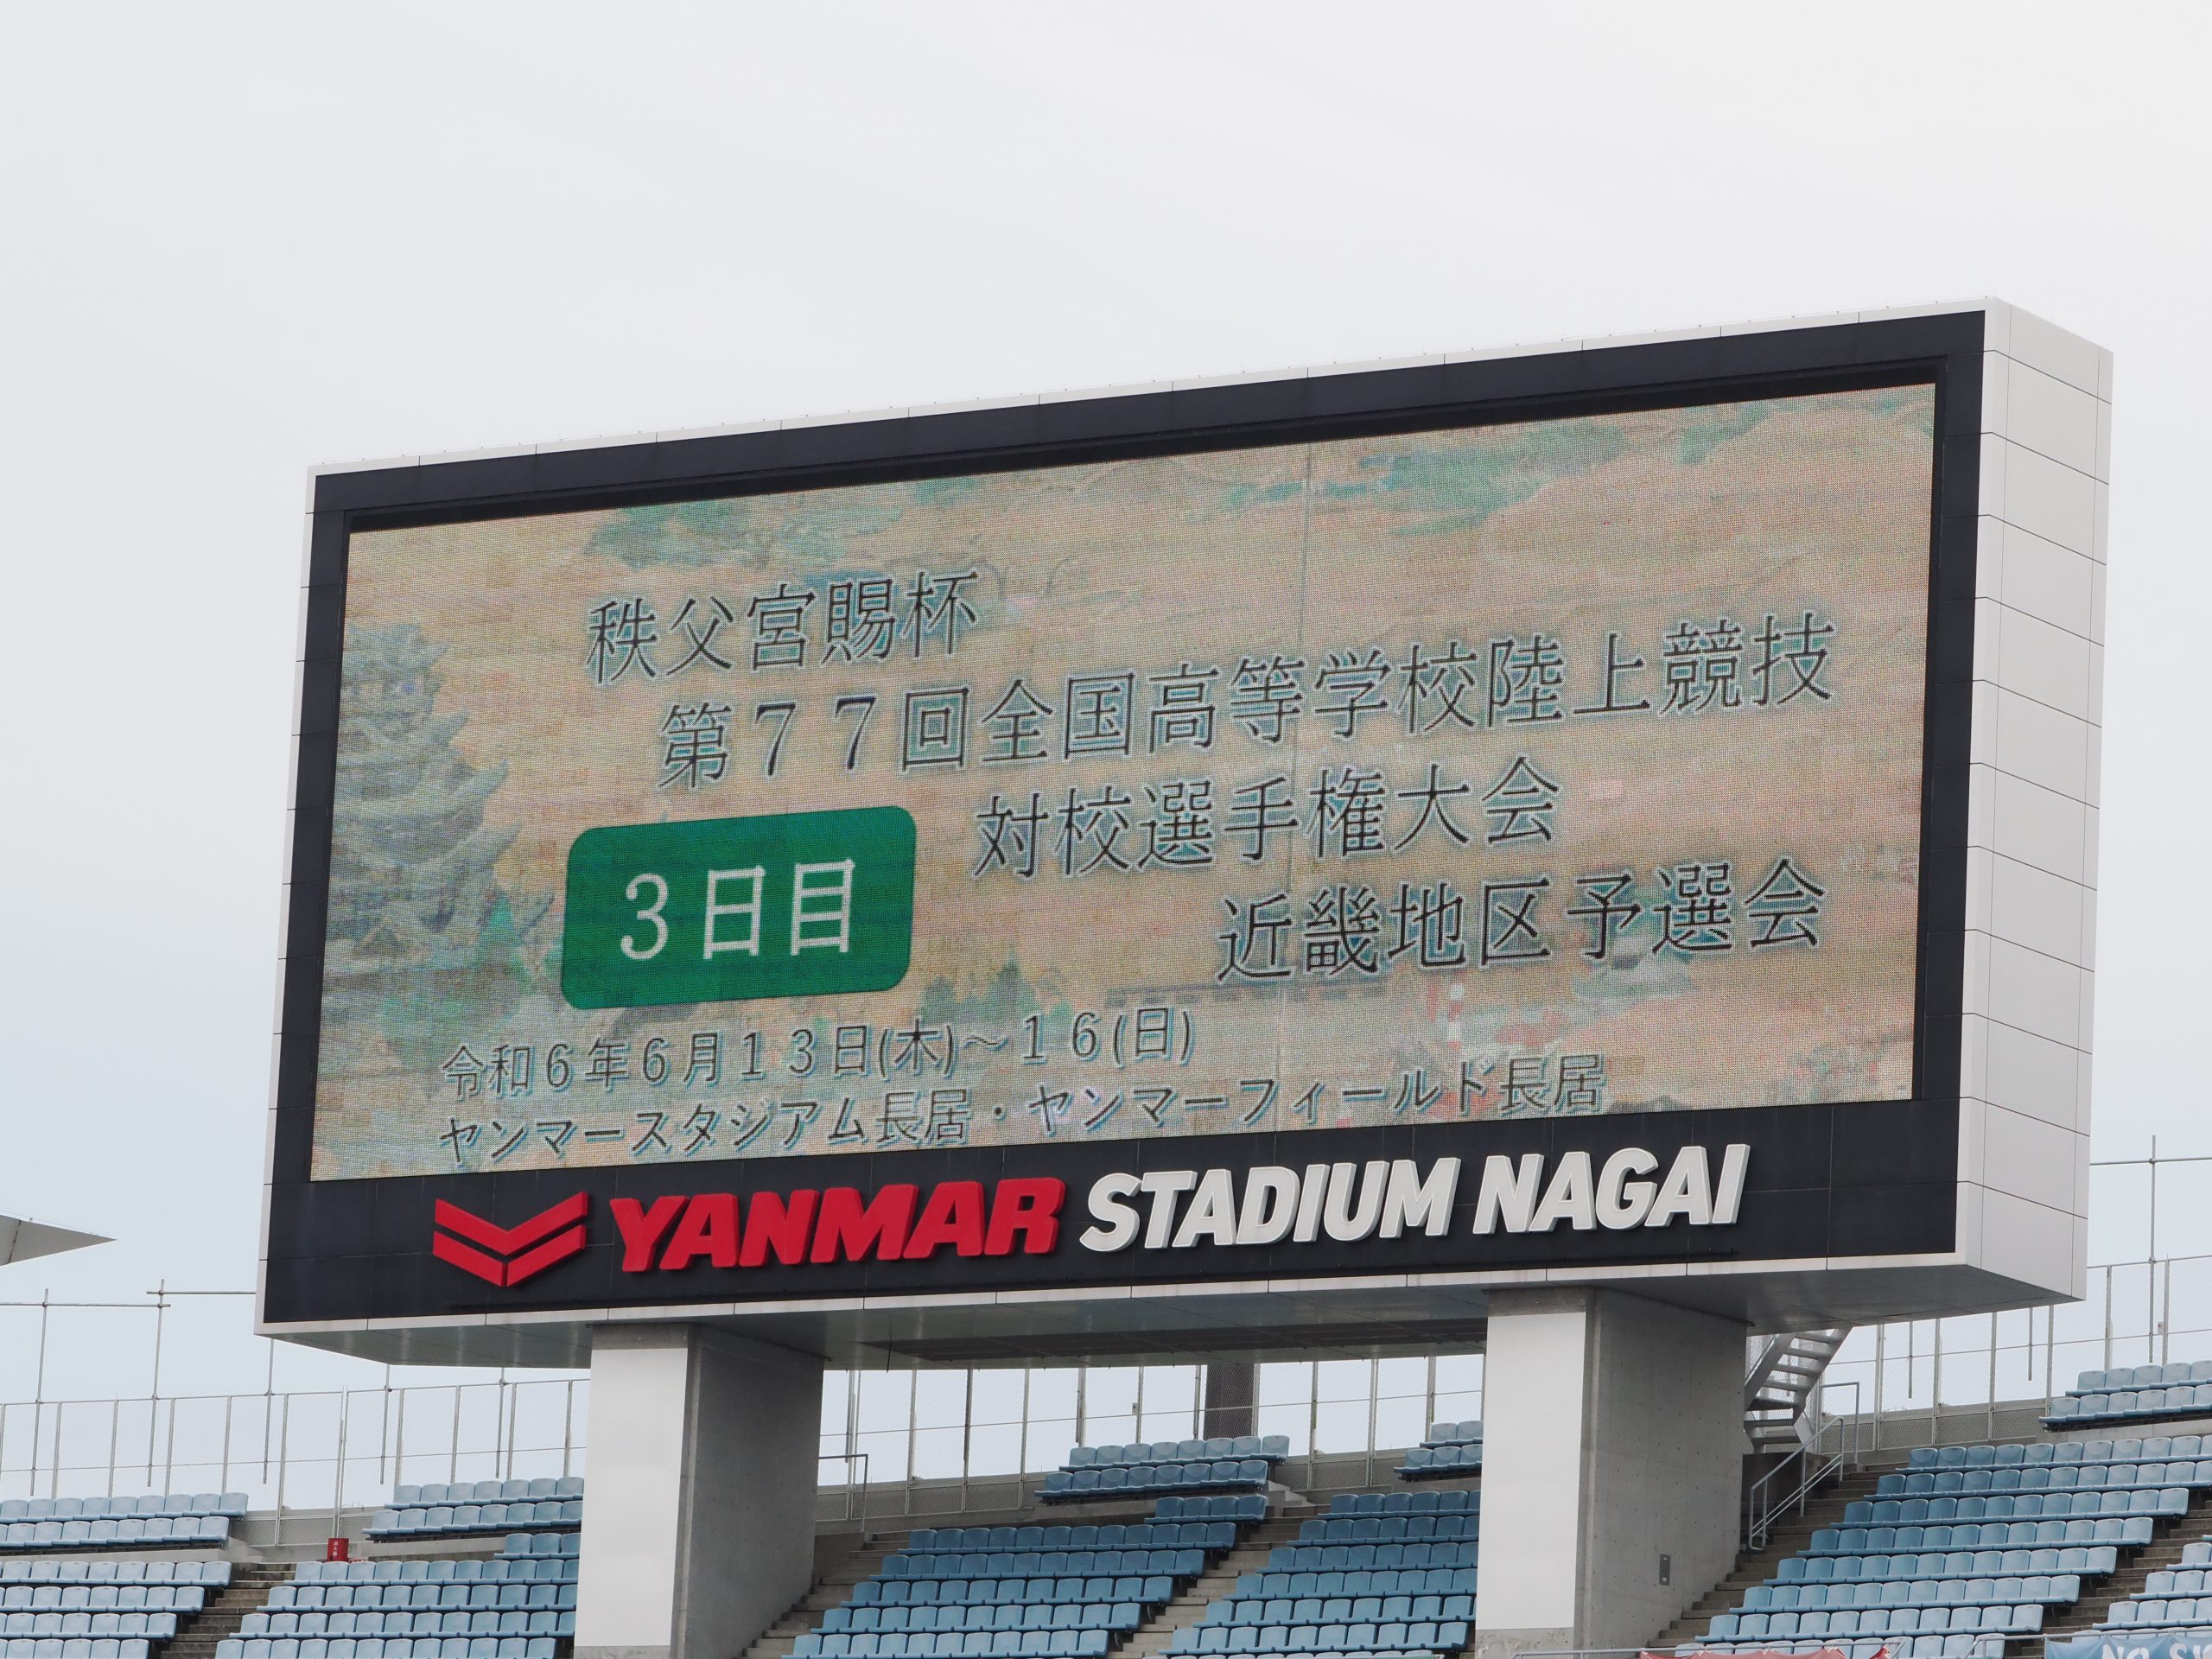 秩父宮賜杯
第７７回全国高等学校陸上競技
対校選手権大会
３日目
近畿地区予選会
令和６年６月１３日(木)～１６(日)
ヤンマースタジアム長居・ヤンマーフィールド長居
YANMAR STADIUM NAGAI